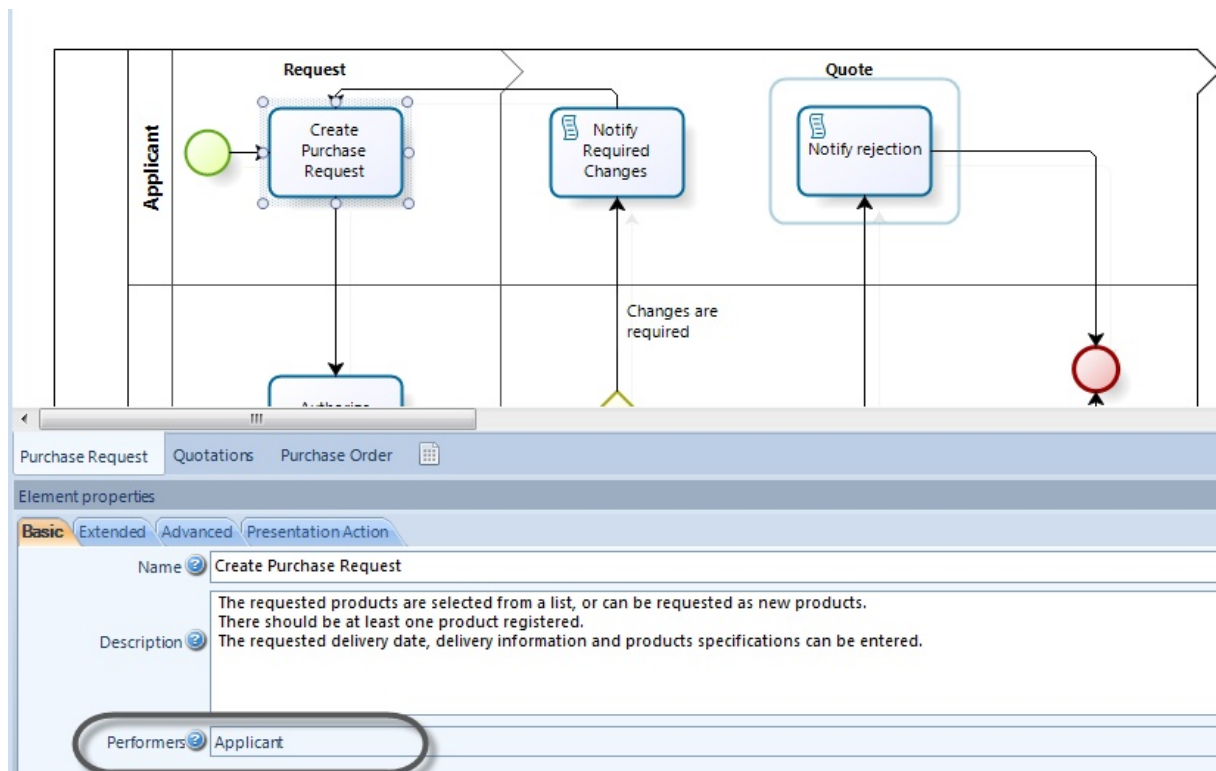 Request
Quote
Applicant
Create
Purchase
Request
Notify
Required
Changes
Notify rejection
Changes are
required
Purchase Request
Quotations
Purchase Order
Element properties
Basic
Extended
Advanced
Presentation Action
Name
Create Purchase Request
Description
The requested products are selected from a list, or can be requested as new products.
There should be at least one product registered.
The requested delivery date, delivery information and products specifications can be entered.
Performers
Applicant